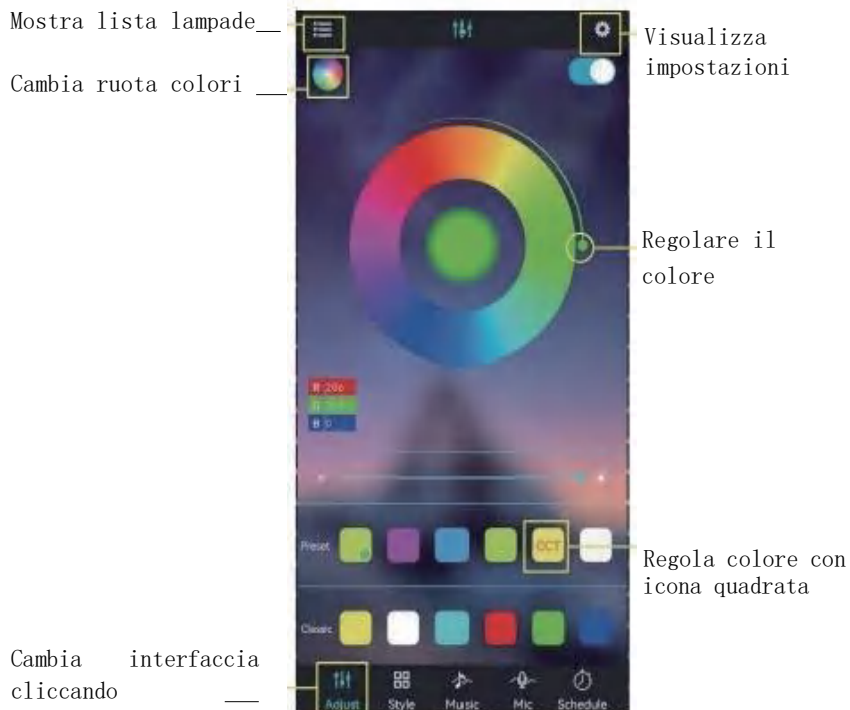 Mostra lista lampade
Cambia ruota colori
Visualizza
impostazioni
Regolare il
colore
R
B 0
Preset
CCT
Regola colore con
icona quadrata
Classic
Cambia interfaccia
cliccando
Adjust
Style
Music
Mic
Schedule